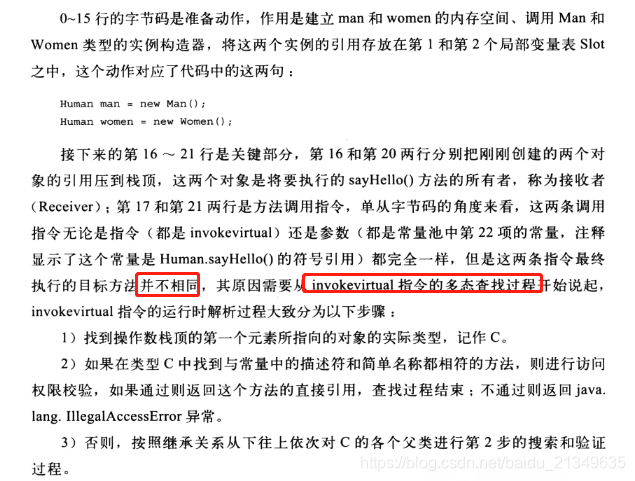 0~15 行的字节码是准备动作，作用是建立 man 和 women 的内存空间、调用 Man 和
Women 类型的实例构造器，将这两个实例的引用存放在第 1 和第 2 个局部变量表 Slot
之中，这个动作对应了代码中的这两句：
Human man = new Man();
Human women = new Women();
接下来的第 16 ~ 21 行是关键部分，第 16 和第 20 两行分别把刚刚创建的两个对
象的引用压到栈顶，这两个对象是将要执行的 sayHello() 方法的所有者，称为接收者
（Receiver）；第 17 和第 21 两行是方法调用指令，单从字节码的角度来看，这两条调用
指令无论是指令（都是 invokevirtual）还是参数（都是常量池中第 22 项的常量，注释
显示了这个常量是 Human.sayHello() 的符号引用）都完全一样，但是这两条指令最终
执行的目标方法并不相同，其原因需要从 invokevirtual 指令的多态查找过程开始说起，
invokevirtual 指令的运行时解析过程大致分为以下步骤：
1）找到操作数栈顶的第一个元素所指向的对象的实际类型，记作 C。
2）如果在类型 C 中找到与常量中的描述符和简单名称都相符的方法，则进行访问
权限校验，如果通过则返回这个方法的直接引用，查找过程结束；不通过则返回 java.
lang. IllegalAccessError 异常。
3）否则，按照继承关系从下往上依次对 C 的各个父类进行第 2 步的搜索和验证
过程。
https://blog.csdn.net/baidu_21349635